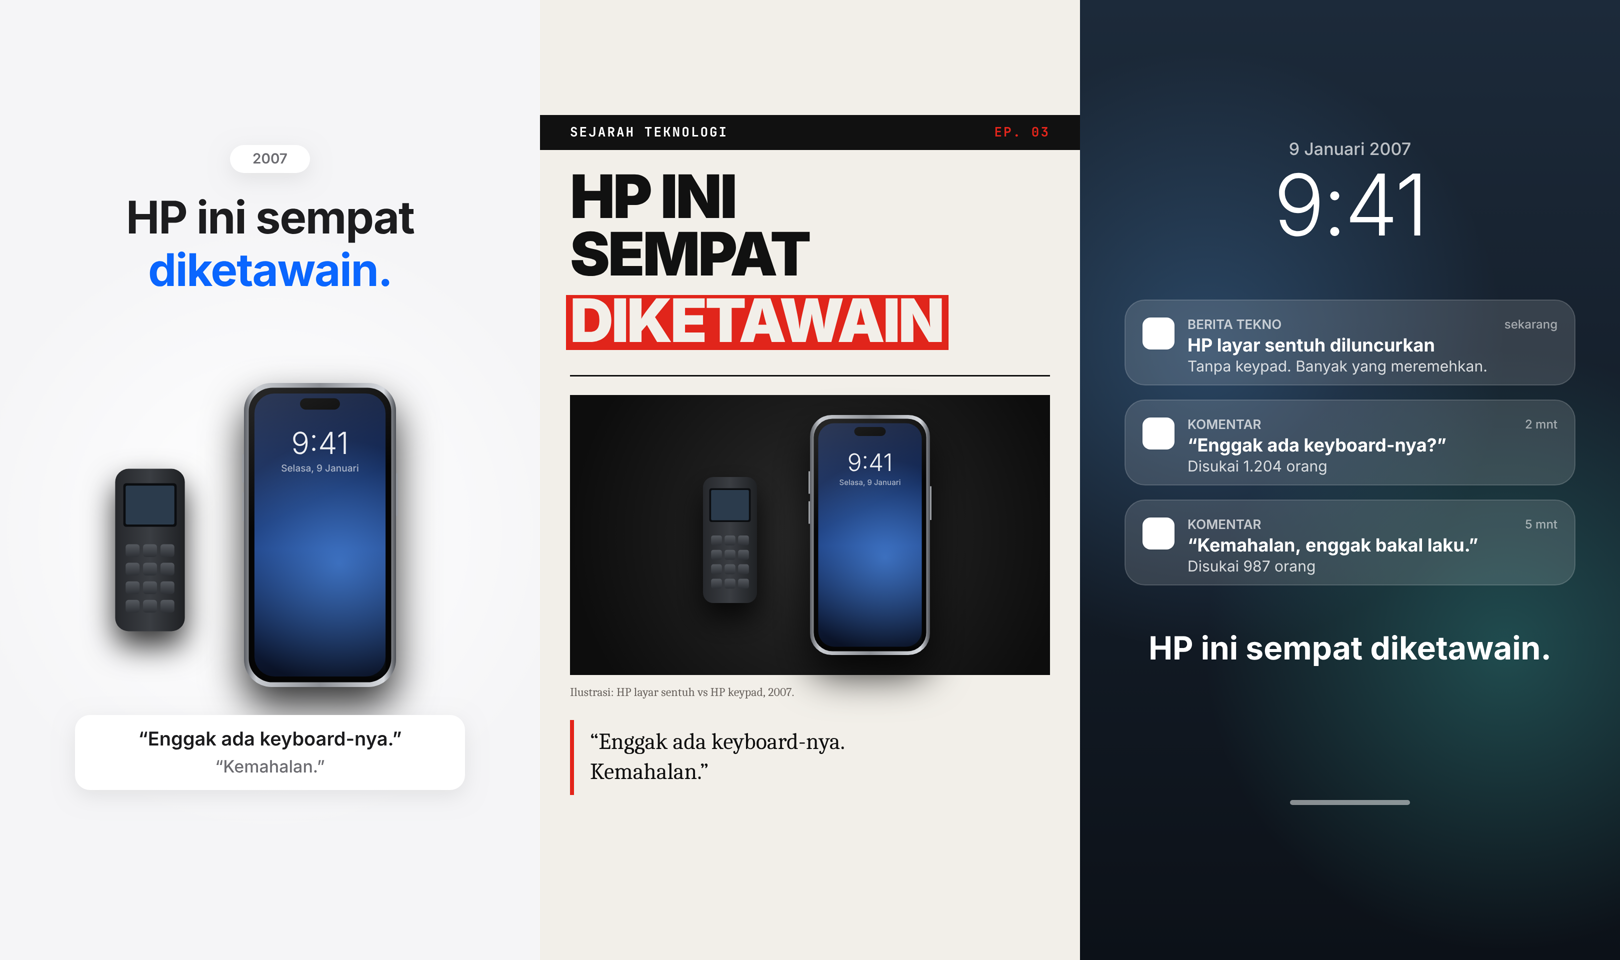 2007
HP ini sempat
diketawain.
9:41
Selasa, 9 Januari
“Enggak ada keyboard-nya.”
“Kemahalan.”
SEJARAH TEKNOLOGI
EP. 03
HP INI
SEMPAT
DIKETAWAIN
9:41
Selasa, 9 Januari
Ilustrasi: HP layar sentuh vs HP keypad, 2007.
“Enggak ada keyboard-nya.
Kemahalan.”
9 Januari 2007
9:41
BERITA TEKNO
sekarang
HP layar sentuh diluncurkan
Tanpa keypad. Banyak yang meremehkan.
KOMENTAR
2 mnt
“Enggak ada keyboard-nya?”
Disukai 1.204 orang
KOMENTAR
5 mnt
“Kemahalan, enggak bakal laku.”
Disukai 987 orang
HP ini sempat diketawain.